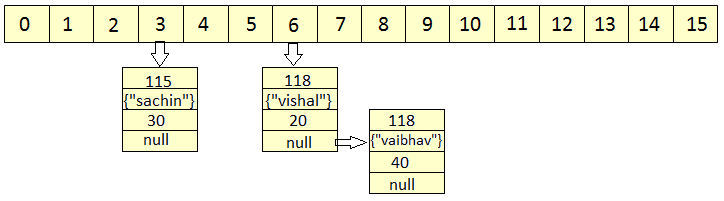 0 1 2 3 4 5 6 7 8 9 10 11 12 13 14 15
115
{"sachin"}
30
null
118
{"vishal"}
20
null
118
{"vaibhav"}
40
null